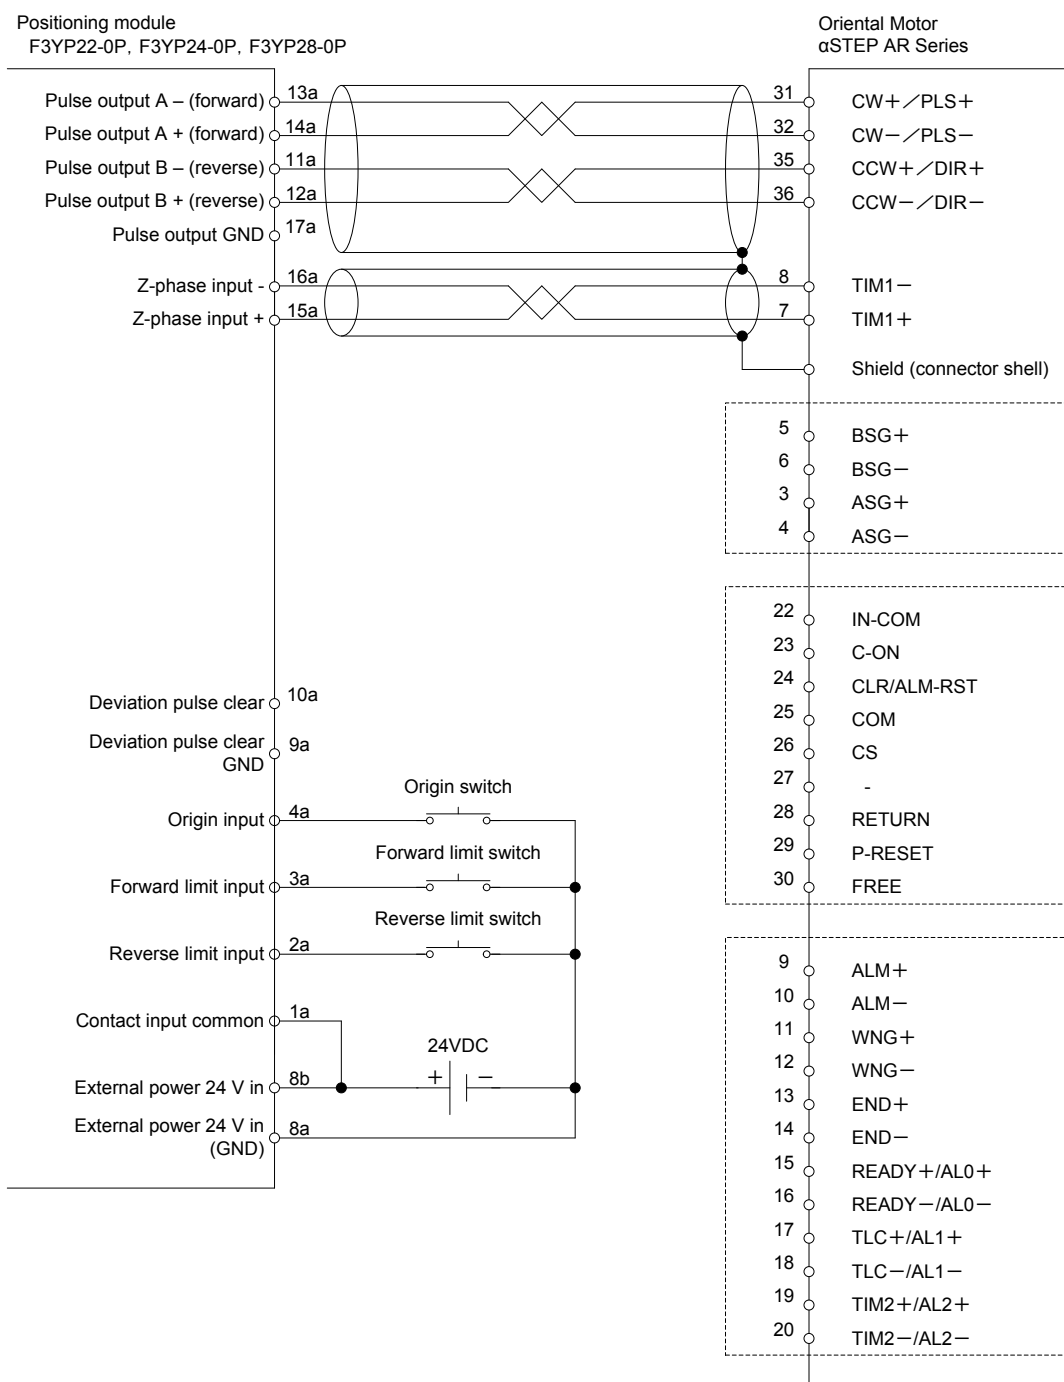 Positioning module
F3YP22-0P, F3YP24-0P, F3YP28-0P
Oriental Motor
αSTEP AR Series
Pulse output A – (forward) 13a 31 CW+／PLS+
Pulse output A + (forward) 14a 32 CW−／PLS−
Pulse output B – (reverse) 11a 35 CCW+／DIR+
Pulse output B + (reverse) 12a 36 CCW−／DIR−
Pulse output GND 17a
Z-phase input - 16a 8 TIM1−
Z-phase input + 15a 7 TIM1+
Shield (connector shell)
5 BSG+
6 BSG−
3 ASG+
4 ASG−
22 IN-COM
23 C-ON
24 CLR/ALM-RST
25 COM
26 CS
27 -
28 RETURN
29 P-RESET
30 FREE
Deviation pulse clear 10a
Deviation pulse clear
GND 9a
Origin switch
Origin input 4a
Forward limit switch
Forward limit input 3a
Reverse limit switch
Reverse limit input 2a
Contact input common 1a
24VDC
External power 24 V in 8b + −
External power 24 V in
(GND) 8a
9 ALM+
10 ALM−
11 WNG+
12 WNG−
13 END+
14 END−
15 READY+/AL0+
16 READY−/AL0−
17 TLC+/AL1+
18 TLC−/AL1−
19 TIM2+/AL2+
20 TIM2−/AL2−